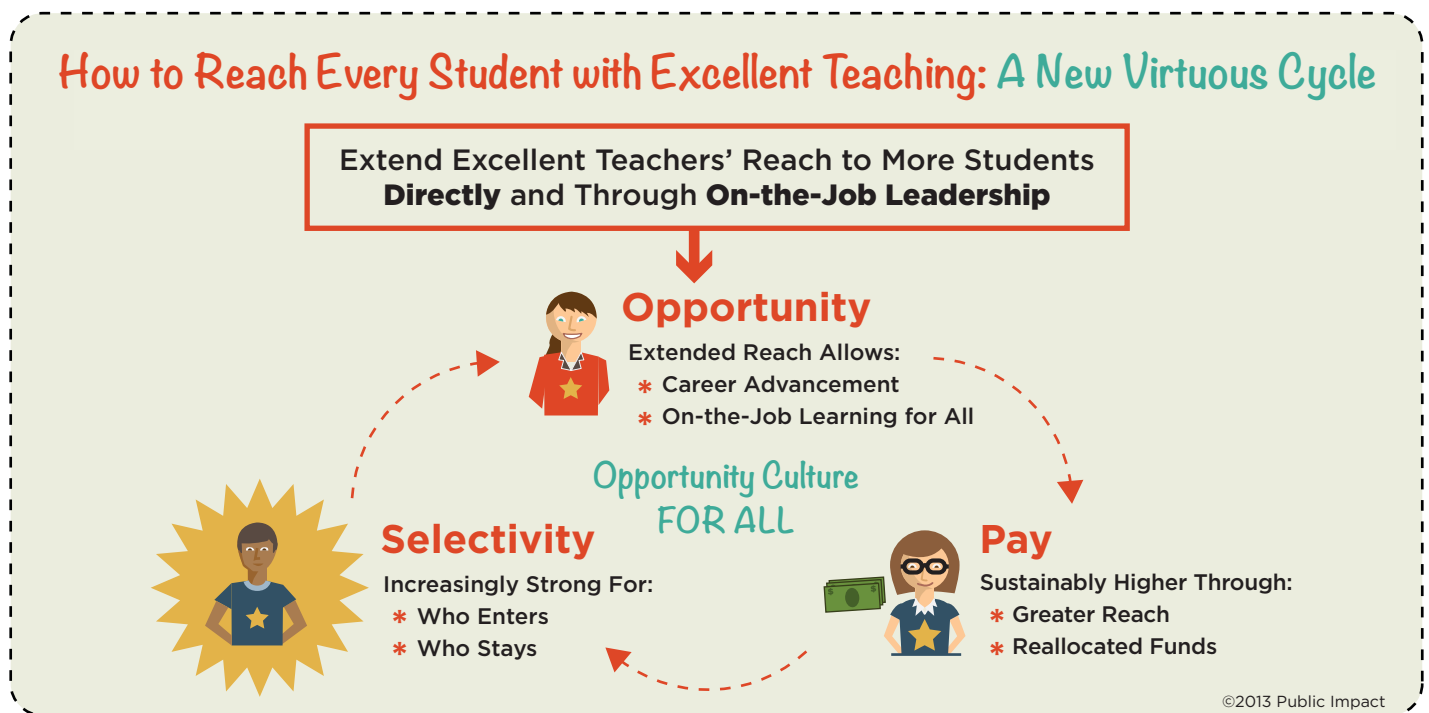 How to Reach Every Student with Excellent Teaching: A New Virtuous Cycle
Extend Excellent Teachers’ Reach to More Students
Directly and Through On-the-Job Leadership
Opportunity
Extended Reach Allows:
* Career Advancement
* On-the-Job Learning for All
Opportunity Culture
FOR ALL
Selectivity
Increasingly Strong For:
* Who Enters
* Who Stays
Pay
Sustainably Higher Through:
* Greater Reach
* Reallocated Funds
$ $
©2013 Public Impact